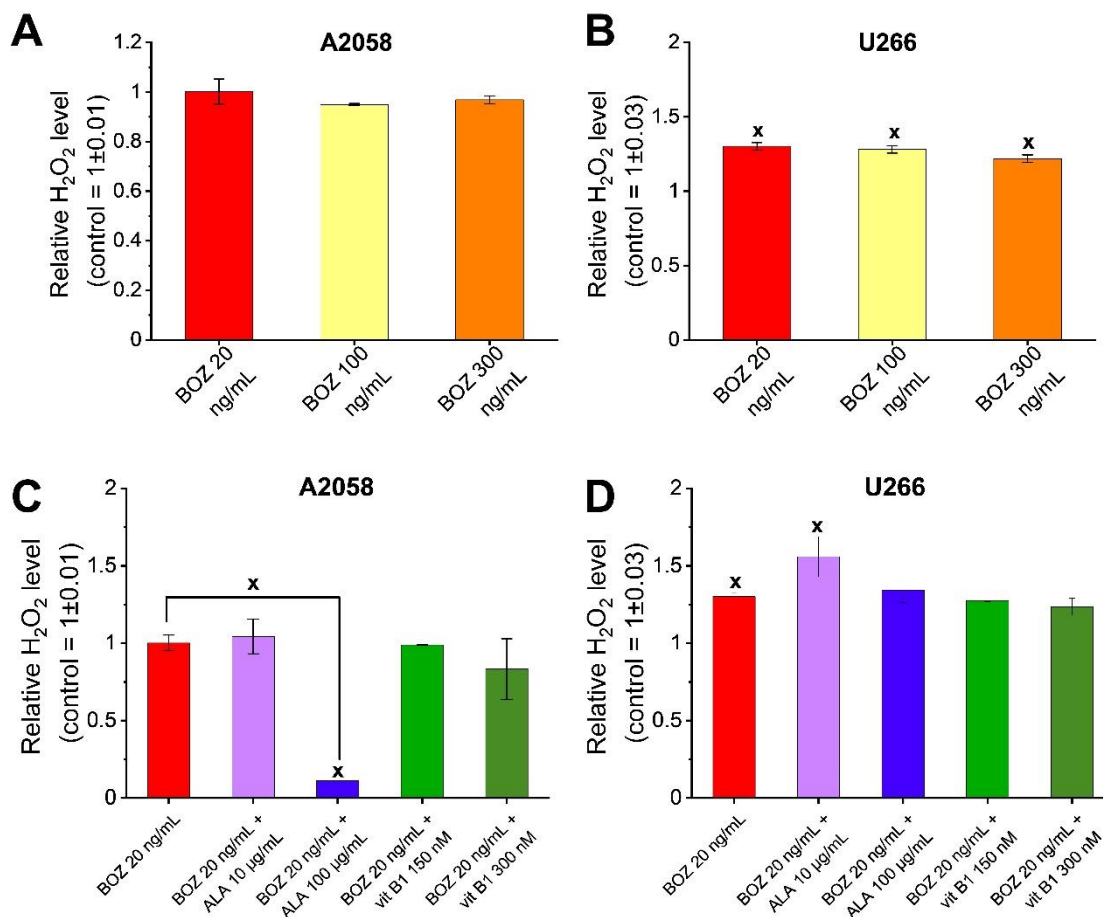 A
A2058
Relative H₂O₂ level
(control = 1±0.01)
1.2
1
0.8
0.6
0.4
0.2
0
BOZ 20
ng/mL
BOZ 100
ng/mL
BOZ 300
ng/mL
B
U266
Relative H₂O₂ level
(control = 1±0.03)
2
1.5
1
0.5
0
x
x
x
BOZ 20
ng/mL
BOZ 100
ng/mL
BOZ 300
ng/mL
C
A2058
Relative H₂O₂ level
(control = 1±0.01)
2
1.5
1
0.5
0
x
x
BOZ 20 ng/mL
BOZ 20 ng/mL +
ALA 10 µg/mL
BOZ 20 ng/mL +
ALA 100 µg/mL
BOZ 20 ng/mL +
vit B1 150 nM
BOZ 20 ng/mL +
vit B1 300 nM
D
U266
Relative H₂O₂ level
(control = 1±0.03)
2
1.5
1
0.5
0
x
x
BOZ 20 ng/mL
BOZ 20 ng/mL +
ALA 10 µg/mL
BOZ 20 ng/mL +
ALA 100 µg/mL
BOZ 20 ng/mL +
vit B1 150 nM
BOZ 20 ng/mL +
vit B1 300 nM